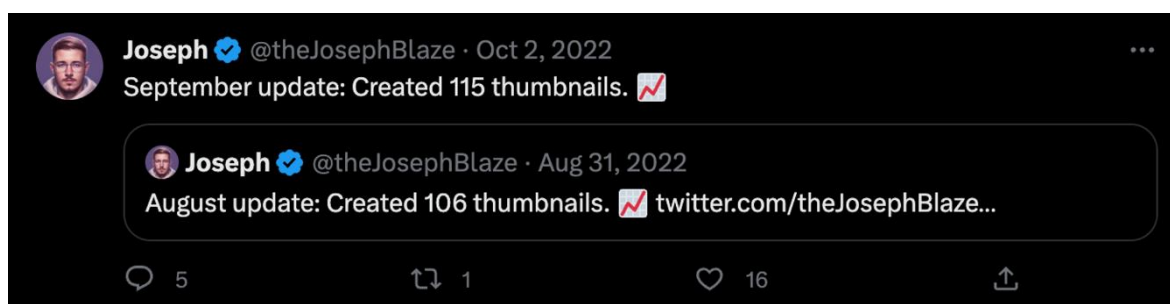 Joseph @theJosephBlaze · Oct 2, 2022
September update: Created 115 thumbnails. 📈
Joseph @theJosephBlaze · Aug 31, 2022
August update: Created 106 thumbnails. 📈 twitter.com/theJosephBlaze...
5 1 16